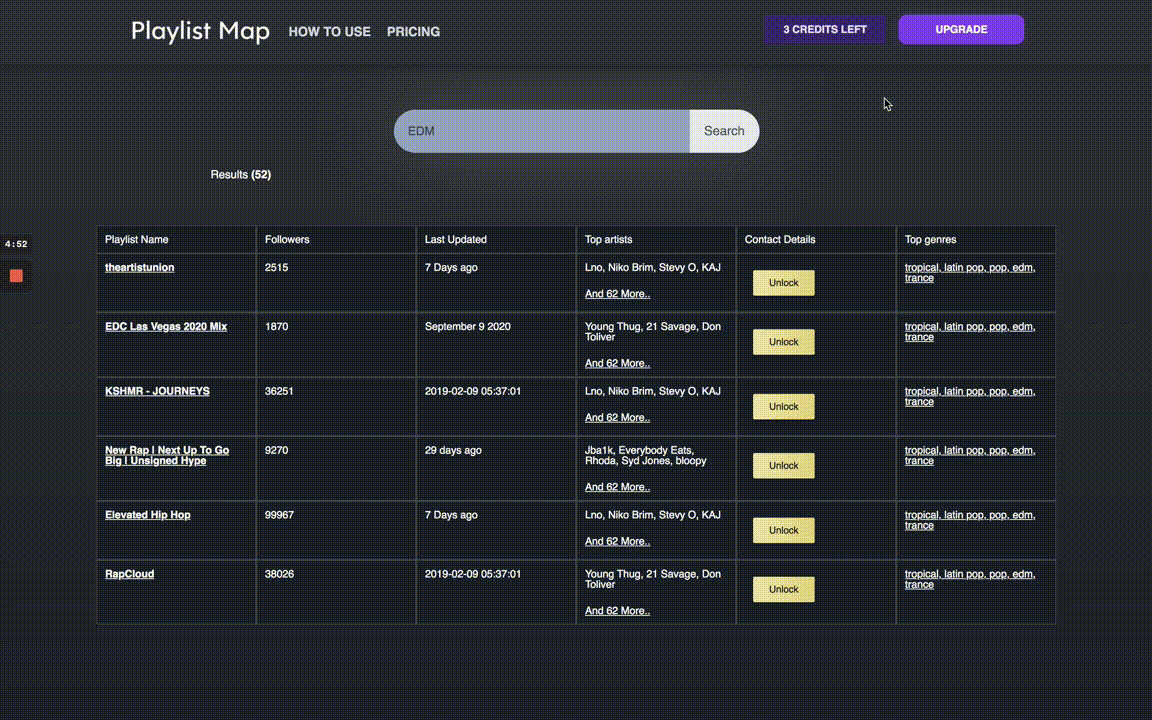 Playlist Map HOW TO USE PRICING 3 CREDITS LEFT UPGRADE
EDM Search
Results (52)
4:52
Playlist Name Followers Last Updated Top artists Contact Details Top genres
theartistunion 2515 7 Days ago Lno, Niko Brim, Stevy O, KAJ Unlock tropical, latin pop, pop, edm,
trance
And 62 More..
EDC Las Vegas 2020 Mix 1870 September 9 2020 Young Thug, 21 Savage, Don Unlock tropical, latin pop, pop, edm,
Toliver trance
And 62 More..
KSHMR - JOURNEYS 36251 2019-02-09 05:37:01 Lno, Niko Brim, Stevy O, KAJ Unlock tropical, latin pop, pop, edm,
trance
And 62 More..
New Rap | Next Up To Go 9270 29 days ago Jba1k, Everybody Eats, Unlock tropical, latin pop, pop, edm,
Big | Unsigned Hype Rhoda, Syd Jones, bloopy trance
And 62 More..
Elevated Hip Hop 99967 7 Days ago Lno, Niko Brim, Stevy O, KAJ Unlock tropical, latin pop, pop, edm,
trance
And 62 More..
RapCloud 38026 2019-02-09 05:37:01 Young Thug, 21 Savage, Don Unlock tropical, latin pop, pop, edm,
Toliver trance
And 62 More..